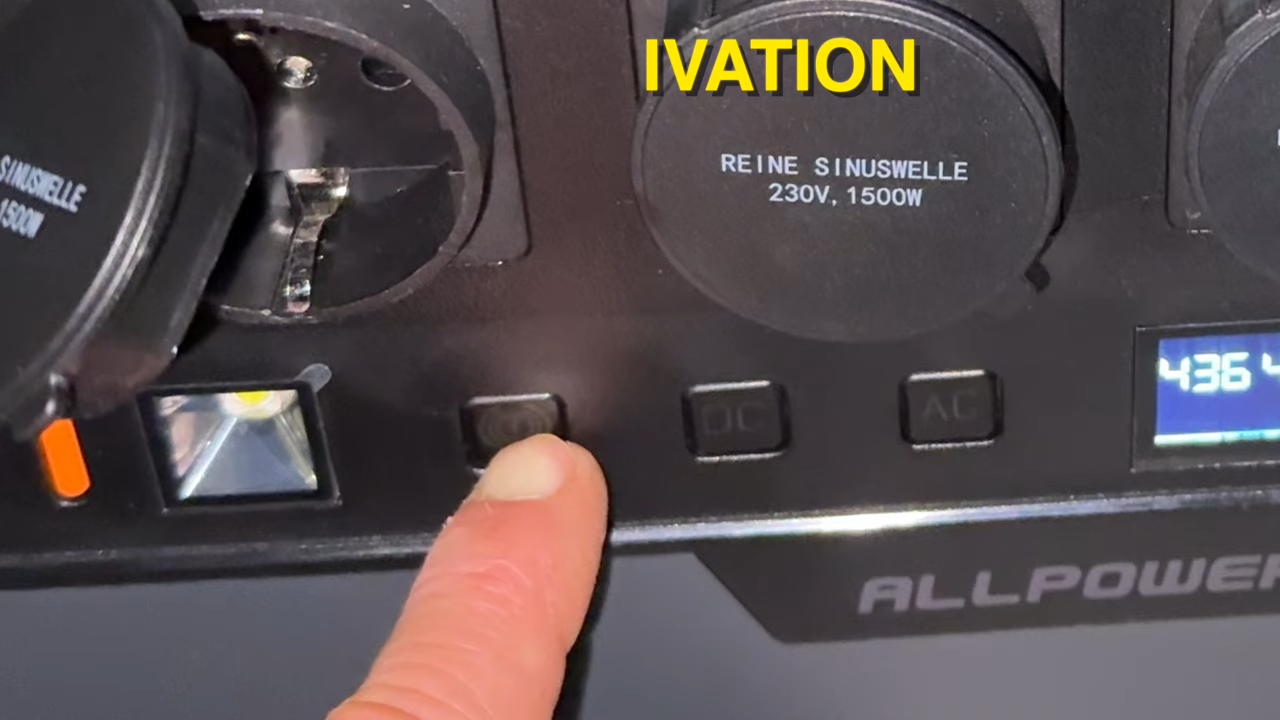 IVATION
REINE SINUSWELLE
230V, 1500W
SINUSWELLE
1500W
DC
AC
436
ALLPOWER